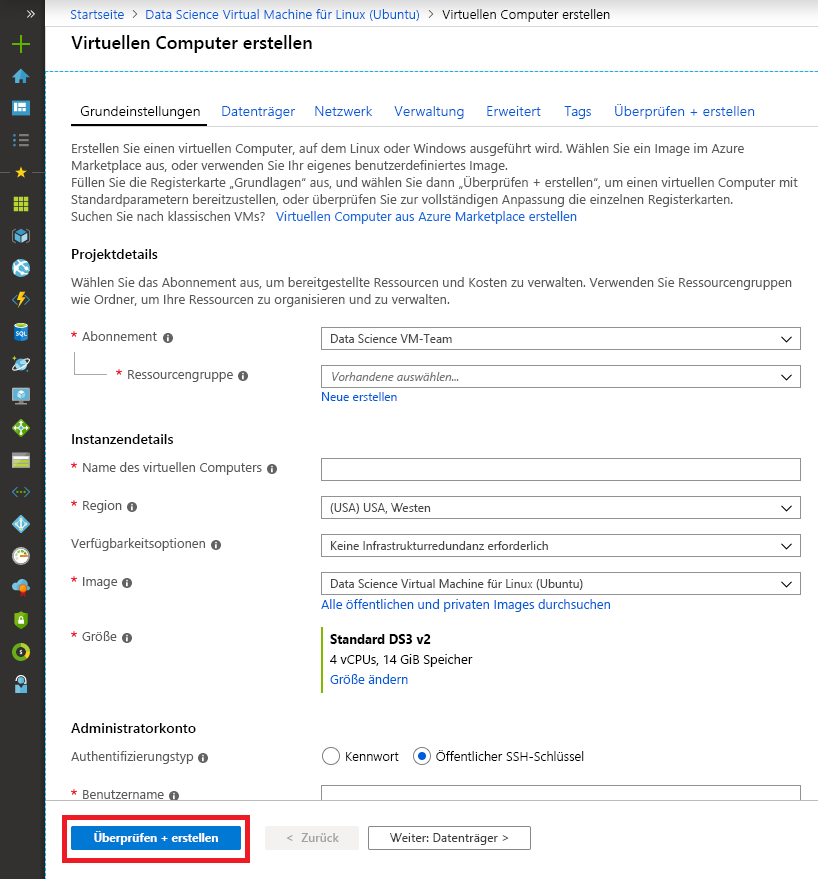 Startseite > Data Science Virtual Machine für Linux (Ubuntu) > Virtuellen Computer erstellen
Virtuellen Computer erstellen
Grundeinstellungen Datenträger Netzwerk Verwaltung Erweitert Tags Überprüfen + erstellen
Erstellen Sie einen virtuellen Computer, auf dem Linux oder Windows ausgeführt wird. Wählen Sie ein Image im Azure
Marketplace aus, oder verwenden Sie Ihr eigenes benutzerdefiniertes Image.
Füllen Sie die Registerkarte „Grundlagen" aus, und wählen Sie dann „Überprüfen + erstellen", um einen virtuellen Computer mit
Standardparametern bereitzustellen, oder überprüfen Sie zur vollständigen Anpassung die einzelnen Registerkarten.
Suchen Sie nach klassischen VMs? Virtuellen Computer aus Azure Marketplace erstellen
Projektdetails
Wählen Sie das Abonnement aus, um bereitgestellte Ressourcen und Kosten zu verwalten. Verwenden Sie Ressourcengruppen
wie Ordner, um Ihre Ressourcen zu organisieren und zu verwalten.
* Abonnement Data Science VM-Team
* Ressourcengruppe Vorhandene auswählen...
Neue erstellen
Instanzendetails
* Name des virtuellen Computers
* Region (USA) USA, Westen
Verfügbarkeitsoptionen Keine Infrastrukturredundanz erforderlich
* Image Data Science Virtual Machine für Linux (Ubuntu)
Alle öffentlichen und privaten Images durchsuchen
* Größe Standard DS3 v2
4 vCPUs, 14 GiB Speicher
Größe ändern
Administratorkonto
Authentifizierungstyp Kennwort Öffentlicher SSH-Schlüssel
* Benutzername
Überprüfen + erstellen < Zurück Weiter: Datenträger >